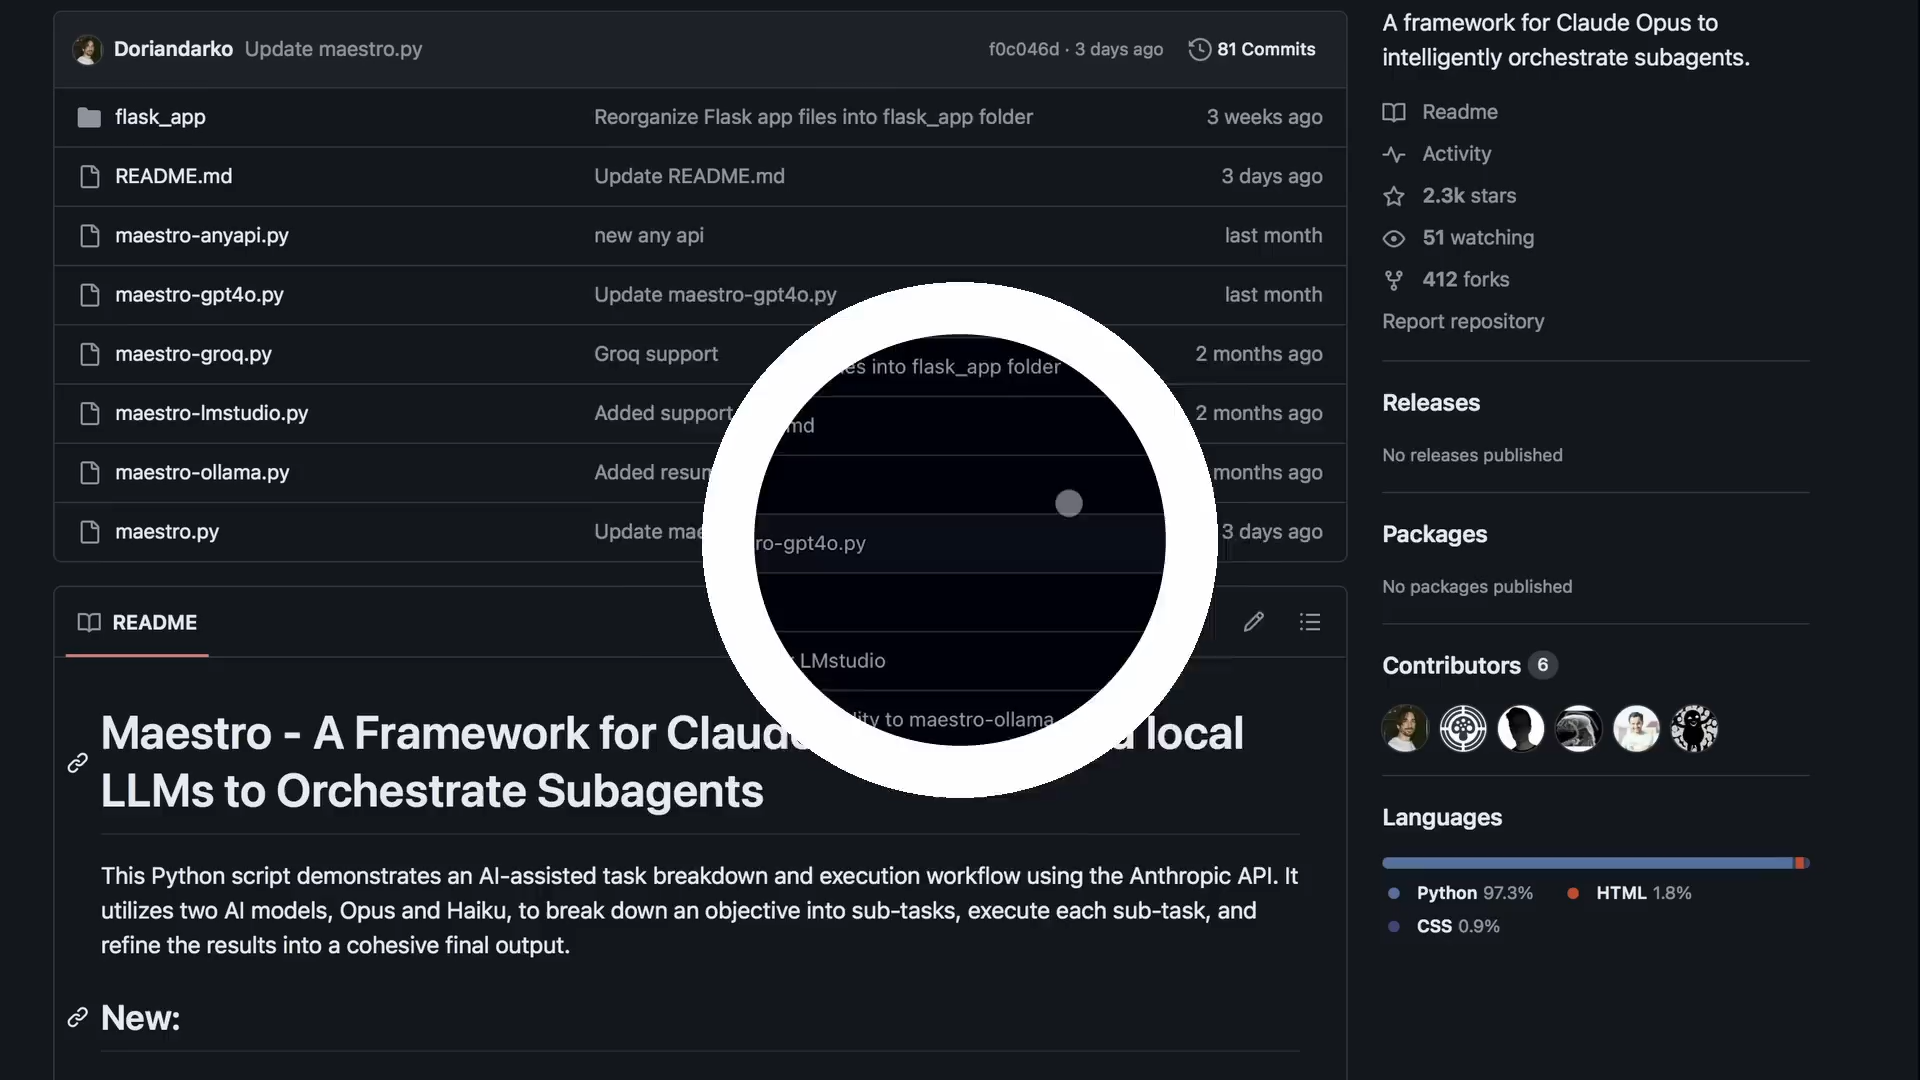 Doriandarko Update maestro.py f0c046d · 3 days ago 81 Commits
flask_app Reorganize Flask app files into flask_app folder 3 weeks ago
README.md Update README.md 3 days ago
maestro-anyapi.py new any api last month
maestro-gpt4o.py Update maestro-gpt4o.py last month
maestro-groq.py Groq support 2 months ago
maestro-lmstudio.py Added support 2 months ago
maestro-ollama.py Added months ago
maestro.py Update 3 days ago
into flask_app folder
md
ro-gpt4o.py
LMstudio
to maestro-ollama
README
Maestro - A Framework for local
LLMs to Orchestrate Subagents
This Python script demonstrates an AI-assisted task breakdown and execution workflow using the Anthropic API. It
utilizes two AI models, Opus and Haiku, to break down an objective into sub-tasks, execute each sub-task, and
refine the results into a cohesive final output.
New:
A framework for Claude Opus to
intelligently orchestrate subagents.
Readme
Activity
2.3k stars
51 watching
412 forks
Report repository
Releases
No releases published
Packages
No packages published
Contributors 6
Languages
Python 97.3% HTML 1.8%
CSS 0.9%